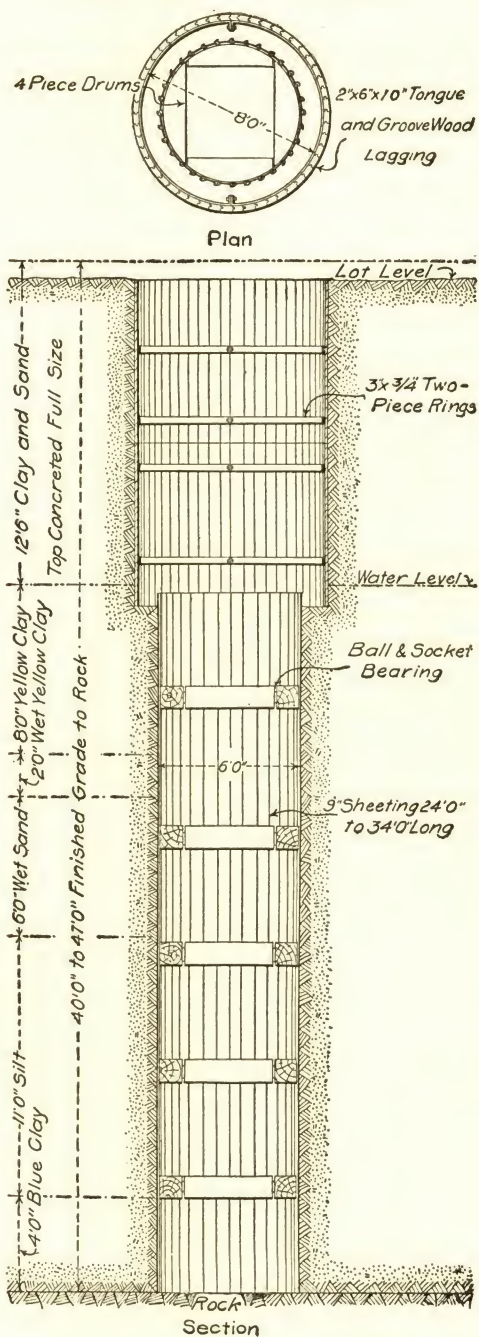 4 Piece Drums
8'0"
2"x6"x10" Tongue
and Groove Wood
Lagging
Plan
Lot Level
12'6" Clay and Sand
Top Concreted Full Size
3"x 3/4" Two-
Piece Rings
Water Level
8'0" Yellow Clay
2'0" Wet Yellow Clay
Ball & Socket
Bearing
6'0"
9" Sheeting 24'0"
to 34'0" Long
6'0" Wet Sand
40'0" to 47'0" Finished Grade to Rock
11'0" Silt
4'0" Blue Clay
Rock
Section